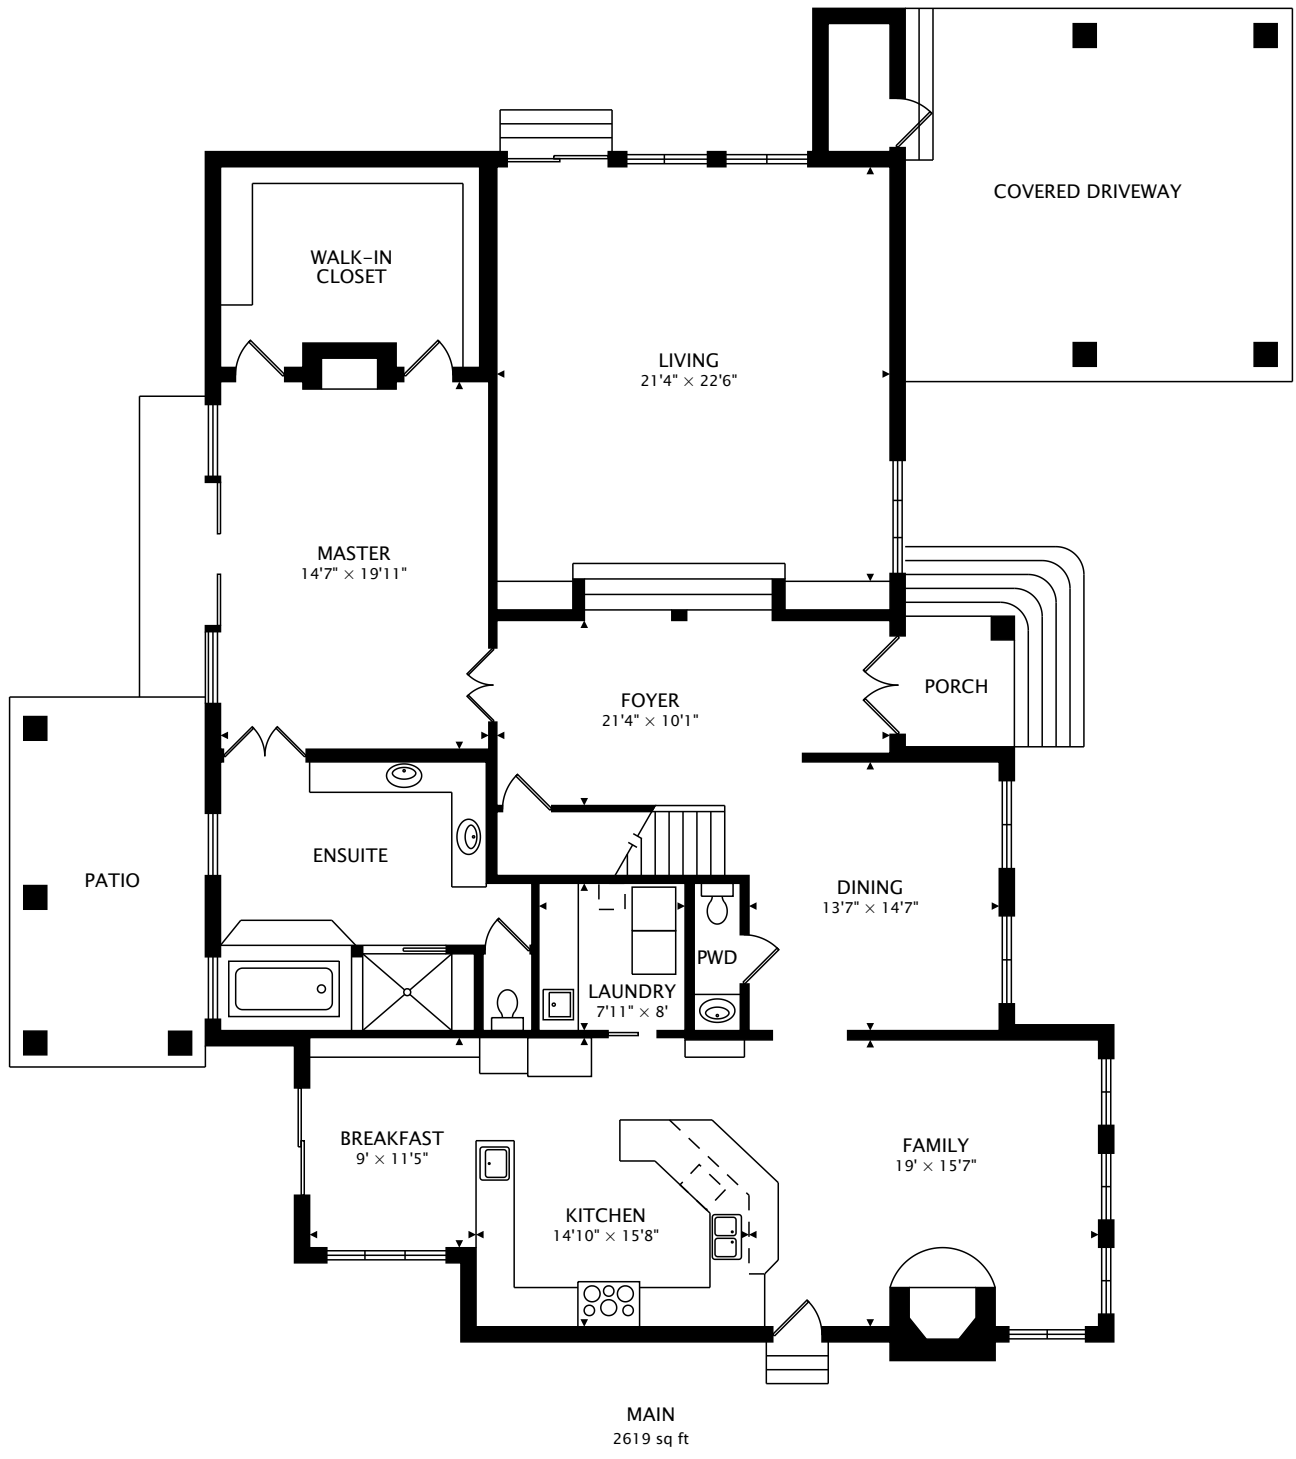 COVERED DRIVEWAY
WALK-IN
CLOSET
LIVING
21'4" × 22'6"
MASTER
14'7" × 19'11"
FOYER
21'4" × 10'1"
PORCH
ENSUITE
PATIO
DINING
13'7" × 14'7"
PWD
LAUNDRY
7'11" × 8'
BREAKFAST
9' × 11'5"
FAMILY
19' × 15'7"
KITCHEN
14'10" × 15'8"
MAIN
2619 sq ft